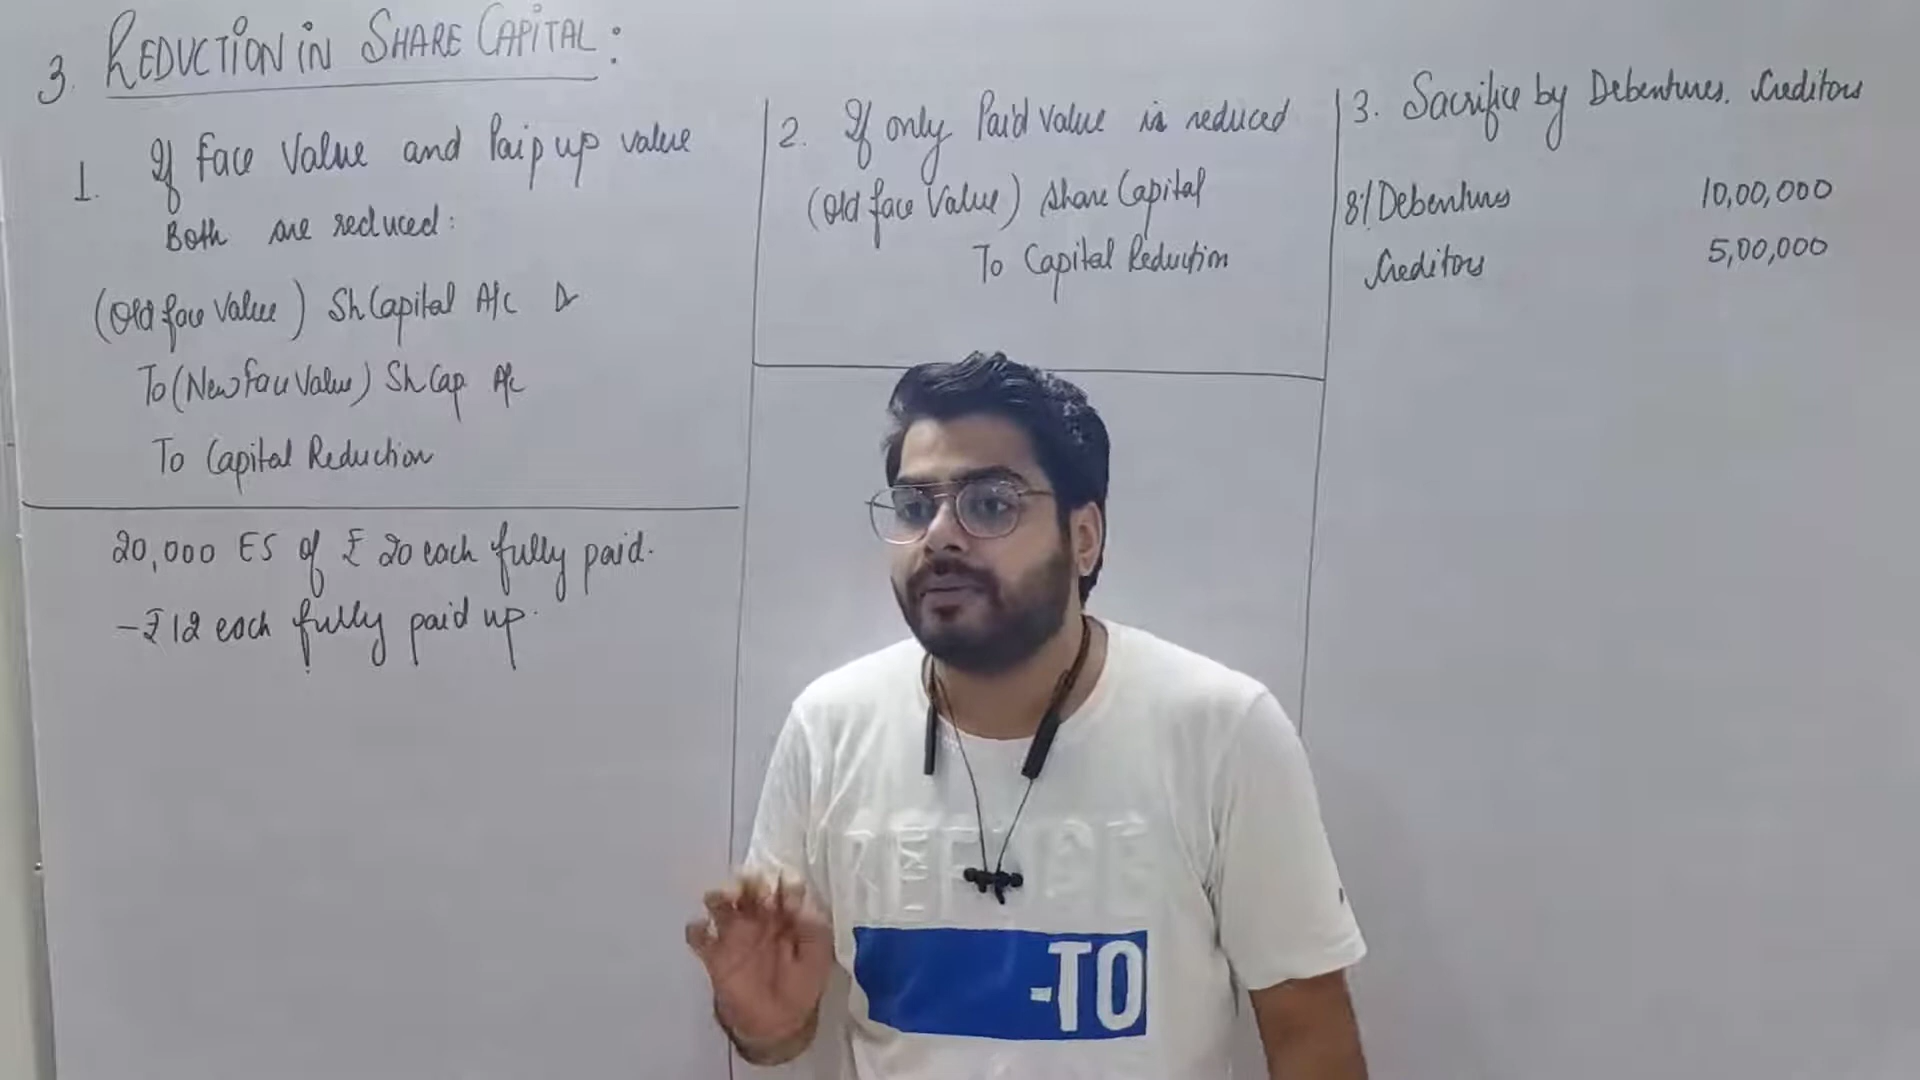 3. REDUCTION IN SHARE CAPITAL:
1. If Face Value and Paip up value
Both are reduced:
(Old face Value) Sh Capital A/c Dr
To (New Face Value) Sh Cap A/c
To Capital Reduction
20,000 ES of ₹ 20 each fully paid.
-₹12 each fully paid up.
2. If only Paid Value is reduced
(Old face Value) Share Capital
To Capital Reduction
3. Sacrifice by Debentures. Creditors
8% Debentures 10,00,000
Creditors 5,00,000
-TO